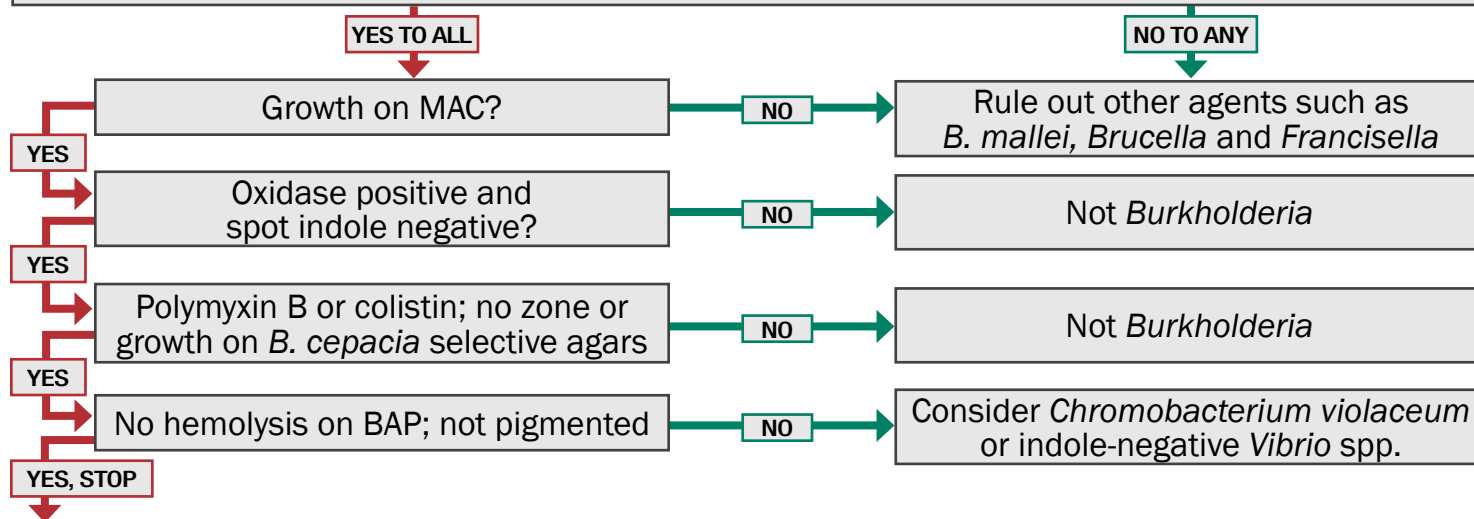 YES TO ALL
NO TO ANY
Growth on MAC?
NO
Rule out other agents such as
B. mallei, Brucella and Francisella
YES
Oxidase positive and
spot indole negative?
NO
Not Burkholderia
YES
Polymyxin B or colistin; no zone or
growth on B. cepacia selective agars
NO
Not Burkholderia
YES
No hemolysis on BAP; not pigmented
NO
Consider Chromobacterium violaceum
or indole-negative Vibrio spp.
YES, STOP